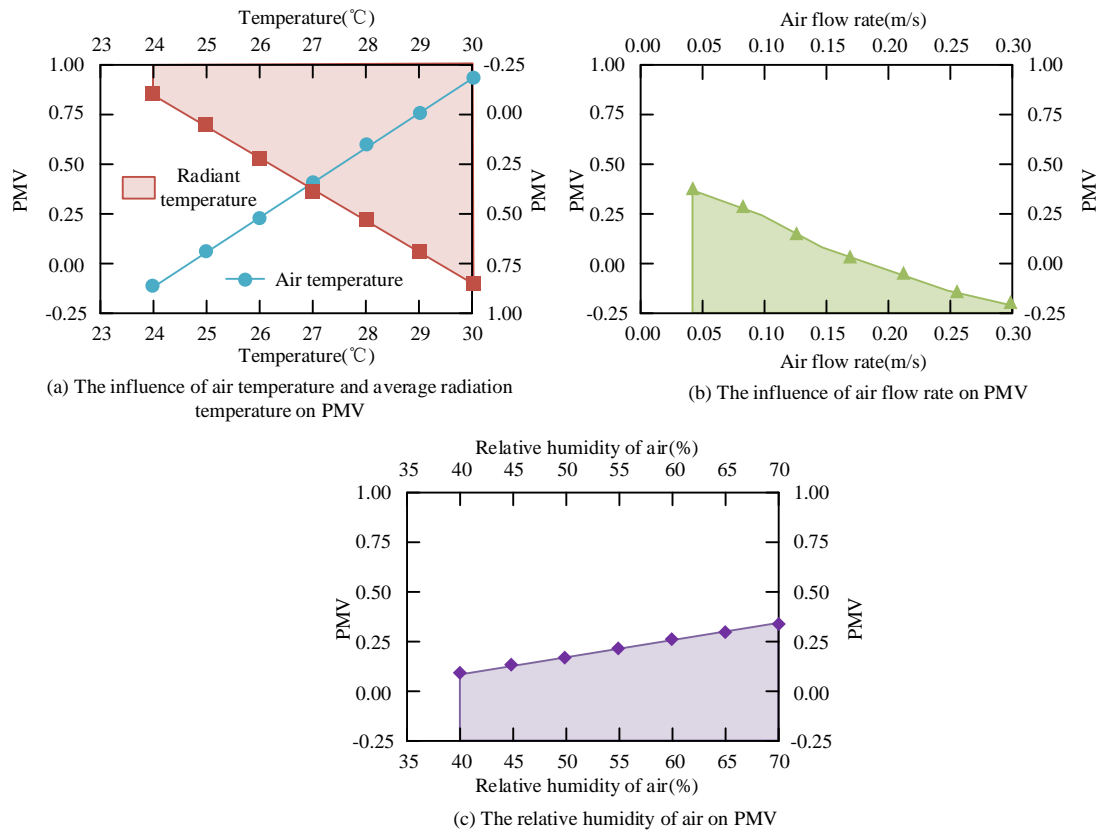 Temperature(℃)
23 24 25 26 27 28 29 30
1.00 0.75 0.50 0.25 0.00 -0.25
PMV
Radiant
temperature
Air temperature
-0.25 0.00 0.25 0.50 0.75 1.00
PMV
23 24 25 26 27 28 29 30
Temperature(℃)
(a) The influence of air temperature and average radiation
temperature on PMV
Air flow rate(m/s)
0.00 0.05 0.10 0.15 0.20 0.25 0.30
1.00 0.75 0.50 0.25 0.00 -0.25
PMV
1.00 0.75 0.50 0.25 0.00 -0.25
PMV
0.00 0.05 0.10 0.15 0.20 0.25 0.30
Air flow rate(m/s)
(b) The influence of air flow rate on PMV
Relative humidity of air(%)
35 40 45 50 55 60 65 70
1.00 0.75 0.50 0.25 0.00 -0.25
PMV
1.00 0.75 0.50 0.25 0.00 -0.25
PMV
35 40 45 50 55 60 65 70
Relative humidity of air(%)
(c) The relative humidity of air on PMV